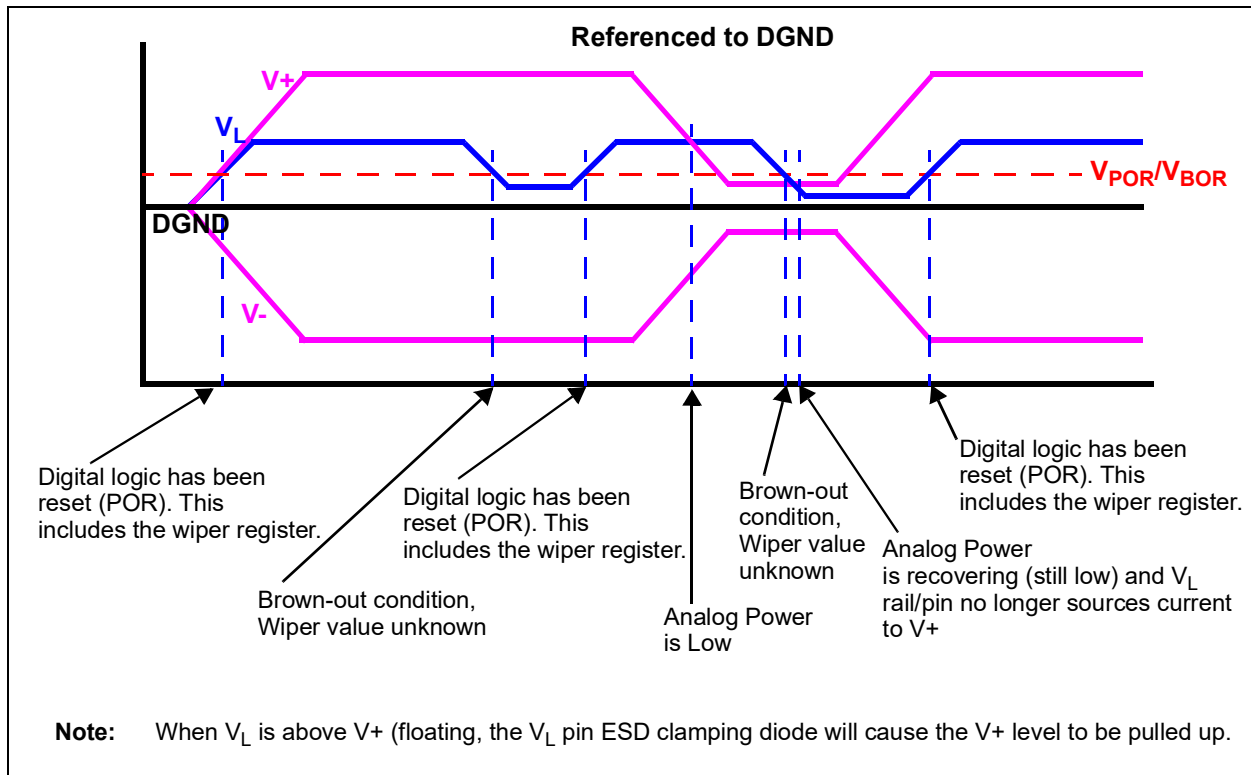 Referenced to DGND
V+
VL
VPOR/VBOR
DGND
V-
Digital logic has been
reset (POR). This
includes the wiper register.
Brown-out condition,
Wiper value unknown
Digital logic has been
reset (POR). This
includes the wiper register.
Analog Power
is Low
Brown-out
condition,
Wiper value
unknown
Analog Power
is recovering (still low) and VL
rail/pin no longer sources current
to V+
Digital logic has been
reset (POR). This
includes the wiper register.
Note: When VL is above V+ (floating, the VL pin ESD clamping diode will cause the V+ level to be pulled up.